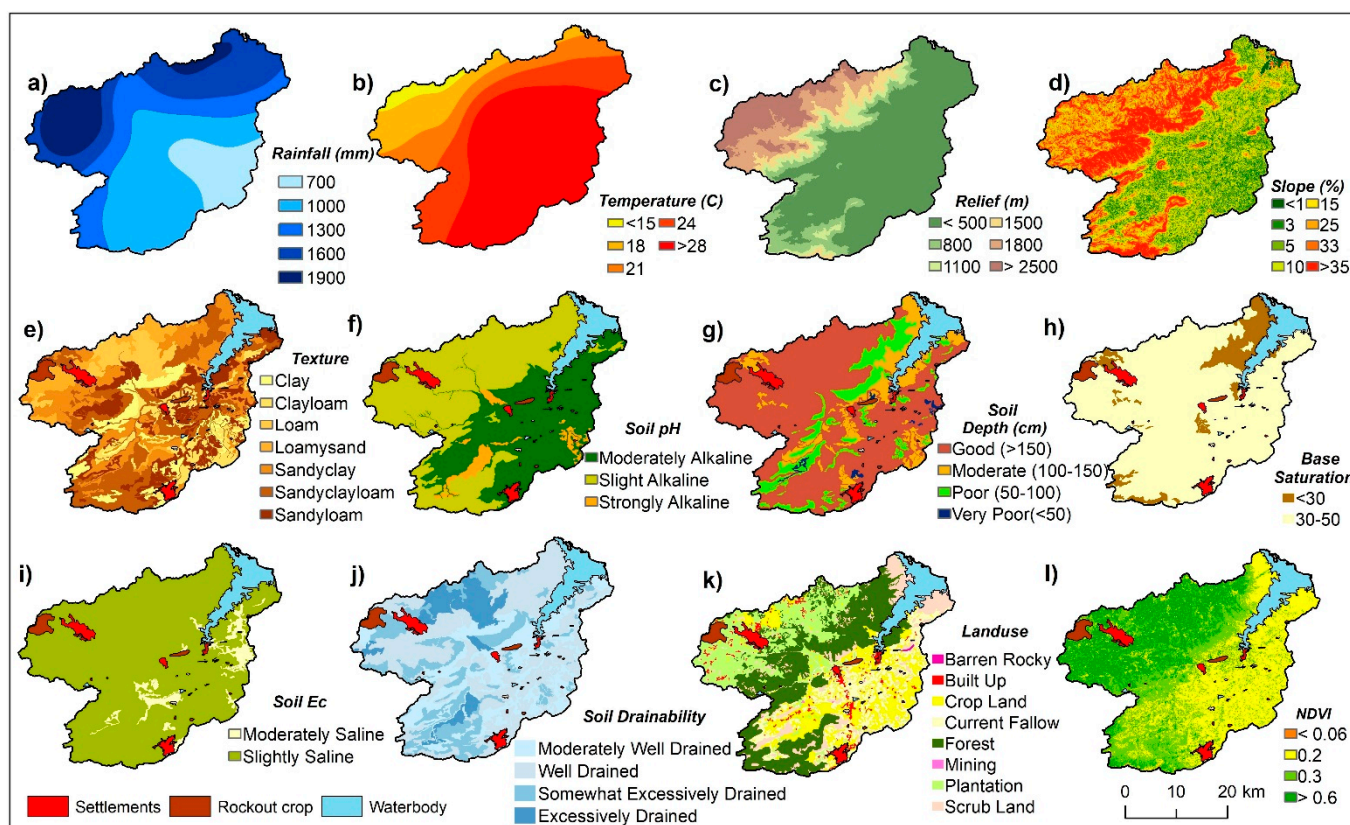 a)
Rainfall (mm)
700
1000
1300
1600
1900
b)
Temperature (C)
<15 24
18 >28
21
c)
Relief (m)
< 500 1500
800 1800
1100 > 2500
d)
Slope (%)
<1 15
3 25
5 33
10 >35
e)
Texture
Clay
Clayloam
Loam
Loamysand
Sandyclay
Sandyclayloam
Sandyloam
f)
Soil pH
Moderately Alkaline
Slight Alkaline
Strongly Alkaline
g)
Soil
Depth (cm)
Good (>150)
Moderate (100-150)
Poor (50-100)
Very Poor(<50)
h)
Base
Saturation
<30
30-50
i)
Soil Ec
Moderately Saline
Slightly Saline
j)
Soil Drainability
Moderately Well Drained
Well Drained
Somewhat Excessively Drained
Excessively Drained
k)
Landuse
Barren Rocky
Built Up
Crop Land
Current Fallow
Forest
Mining
Plantation
Scrub Land
l)
NDVI
< 0.06
0.2
0.3
> 0.6
0 10 20 km
Settlements Rockout crop Waterbody